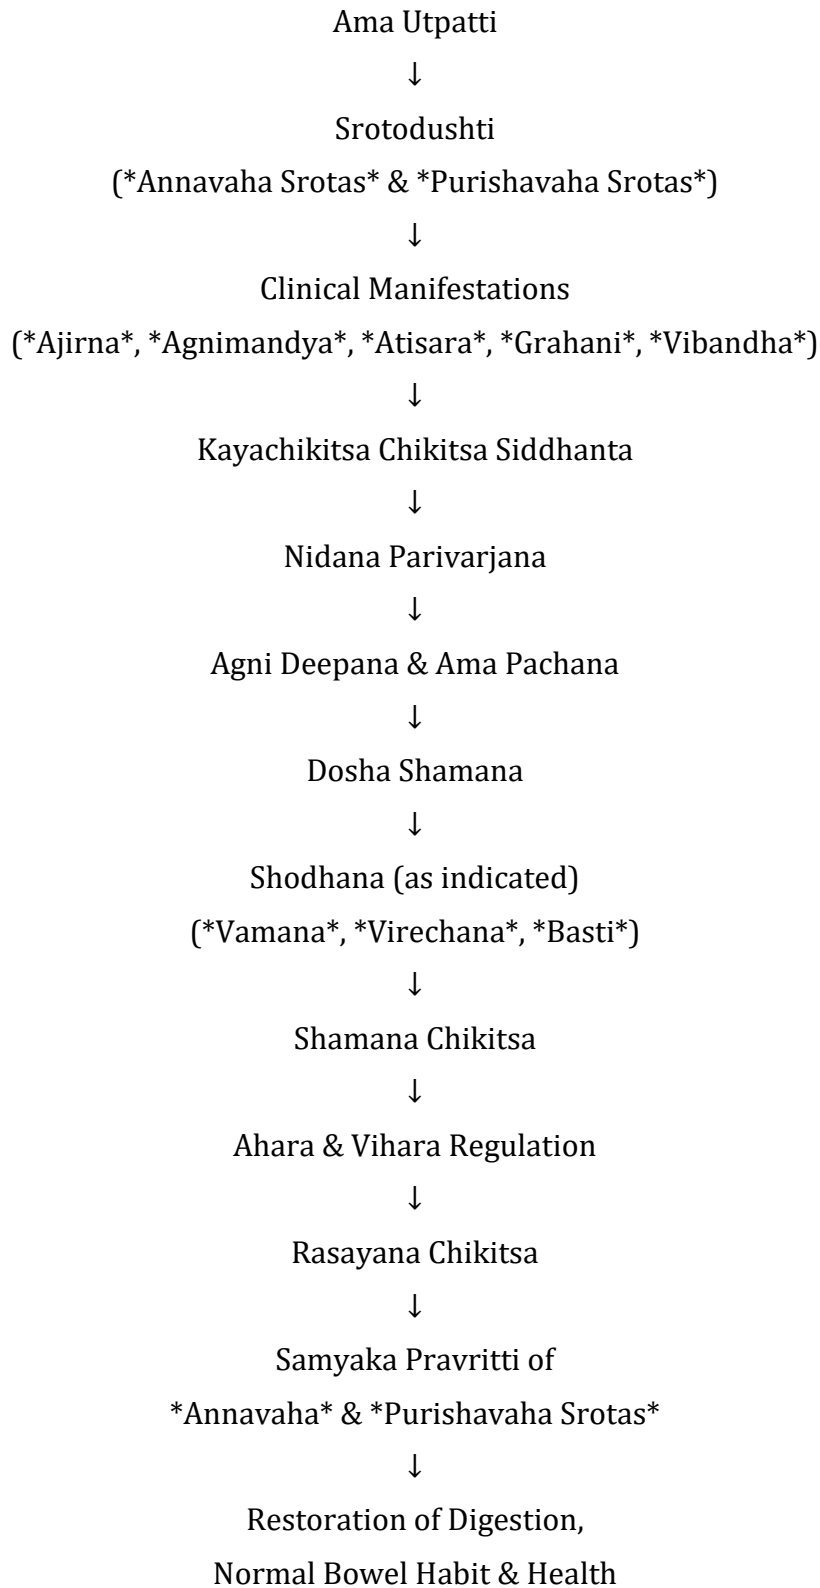 Ama Utpatti
↓
Srotodushti
(*Annavaha Srotas* & *Purishavaha Srotas*)
↓
Clinical Manifestations
(*Ajirna*, *Agnimandya*, *Atisara*, *Grahani*, *Vibandha*)
↓
Kayachikitsa Chikitsa Siddhanta
↓
Nidana Parivarjana
↓
Agni Deepana & Ama Pachana
↓
Dosha Shamana
↓
Shodhana (as indicated)
(*Vamana*, *Virechana*, *Basti*)
↓
Shamana Chikitsa
↓
Ahara & Vihara Regulation
↓
Rasayana Chikitsa
↓
Samyaka Pravritti of
*Annavaha* & *Purishavaha Srotas*
↓
Restoration of Digestion,
Normal Bowel Habit & Health